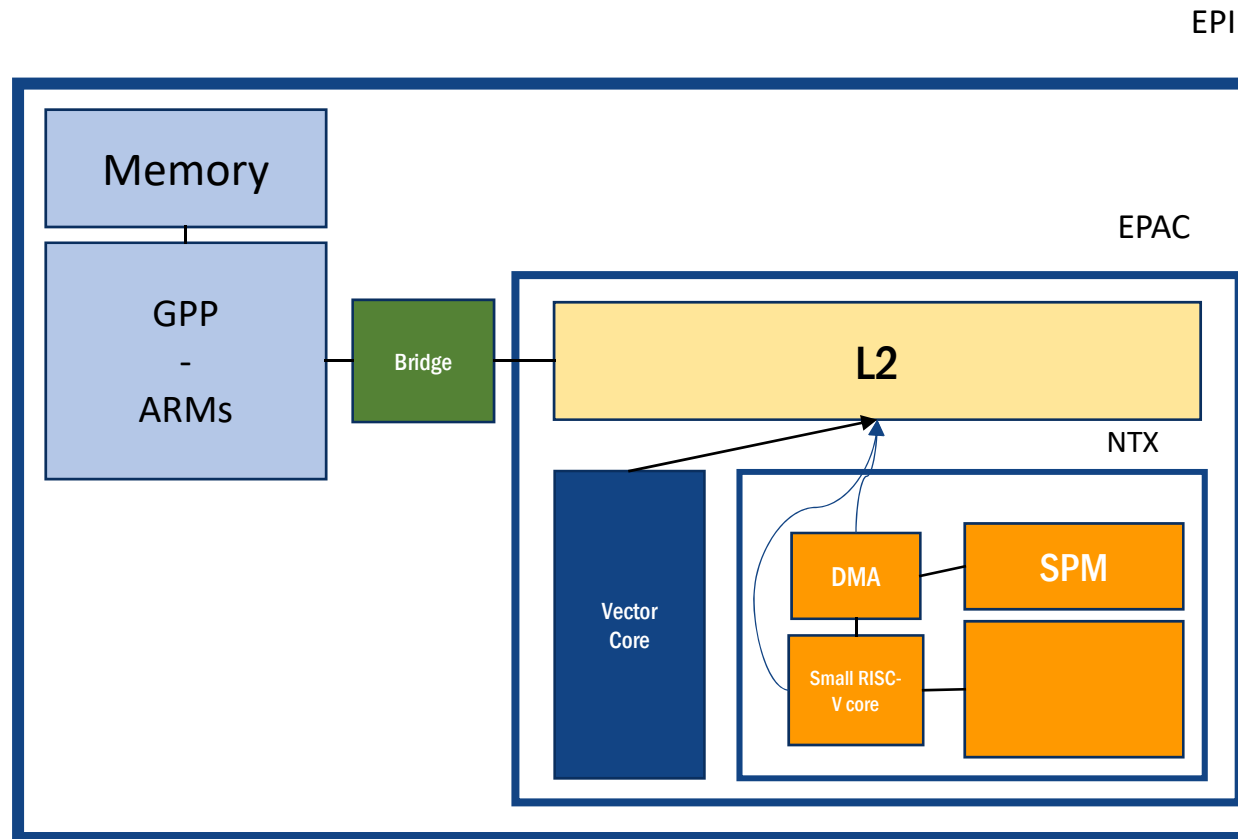 EPI
Memory
EPAC
GPP
-
ARMs
Bridge
L2
NTX
DMA
SPM
Vector
Core
Small RISC-
V core